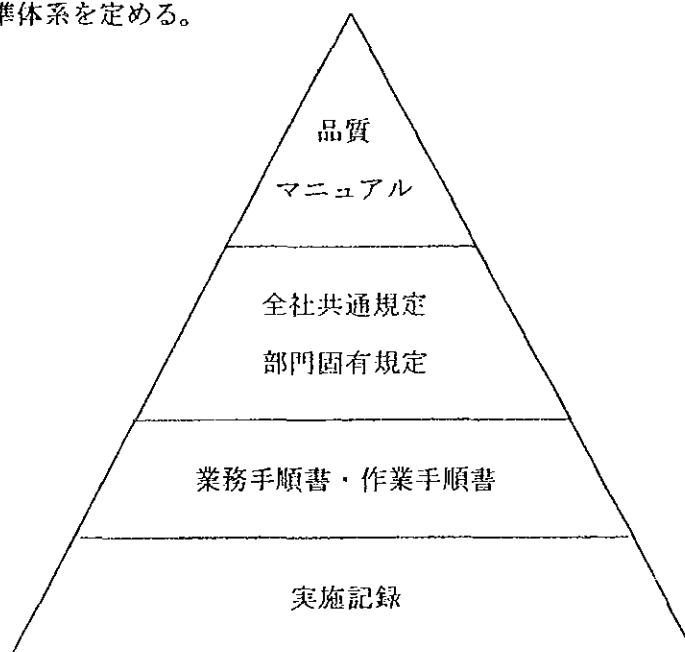 準体系を定める。
品質
マニュアル
全社共通規定
部門固有規定
業務手順書・作業手順書
実施記録